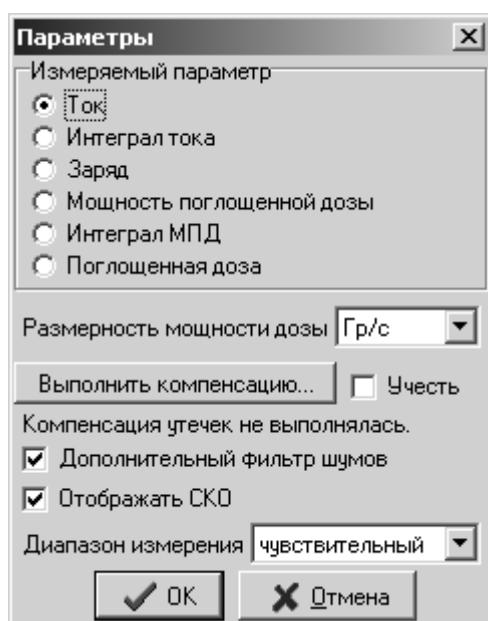 Параметры
Измеряемый параметр
Ток
Интеграл тока
Заряд
Мощность поглощенной дозы
Интеграл МПД
Поглощенная доза
Размерность мощности дозы Гр/с
Выполнить компенсацию... Учесть
Компенсация утечек не выполнялась.
Дополнительный фильтр шумов
Отображать СКО
Диапазон измерения чувствительный
OK Отмена